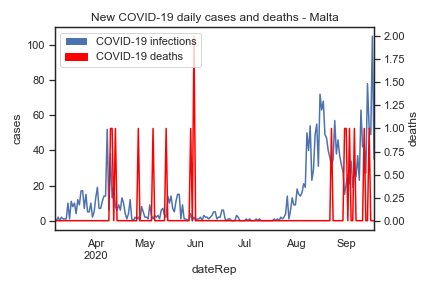 New COVID-19 daily cases and deaths - Malta
COVID-19 infections
COVID-19 deaths
100
80
60
40
20
0
cases
2.00
1.75
1.50
1.25
1.00
0.75
0.50
0.25
0.00
deaths
Apr May Jun Jul Aug Sep
2020
dateRep